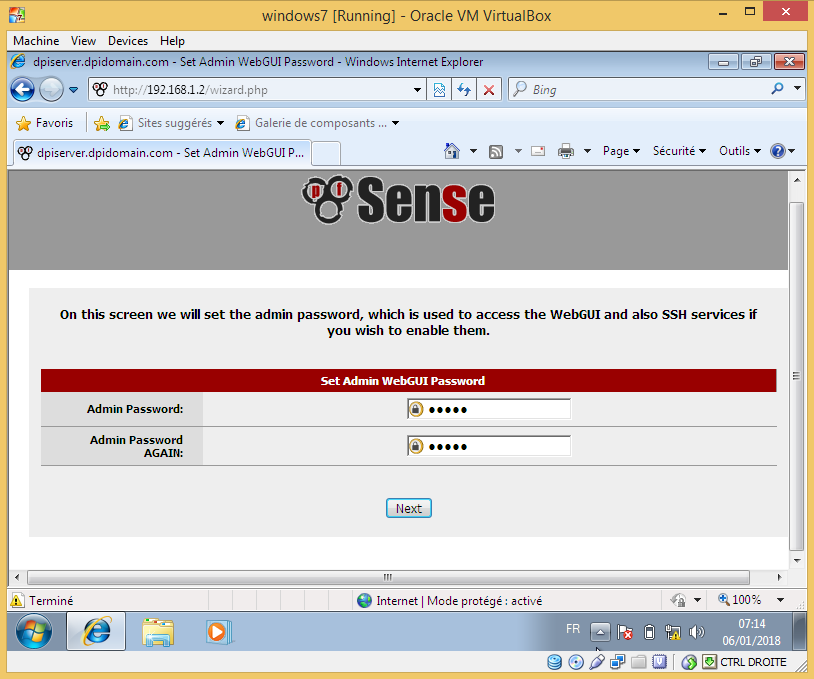 windows7 [Running] - Oracle VM VirtualBox
Machine View Devices Help
dpiserver.dpidomain.com - Set Admin WebGUI Password - Windows Internet Explorer
http://192.168.1.2/wizard.php
Bing
Favoris Sites suggérés Galerie de composants ...
dpiserver.dpidomain.com - Set Admin WebGUI P... Page Sécurité Outils
pf Sense
On this screen we will set the admin password, which is used to access the WebGUI and also SSH services if
you wish to enable them.
Set Admin WebGUI Password
Admin Password: •••••
Admin Password
AGAIN: •••••
Next
Terminé Internet | Mode protégé : activé 100%
FR 07:14
06/01/2018
CTRL DROITE